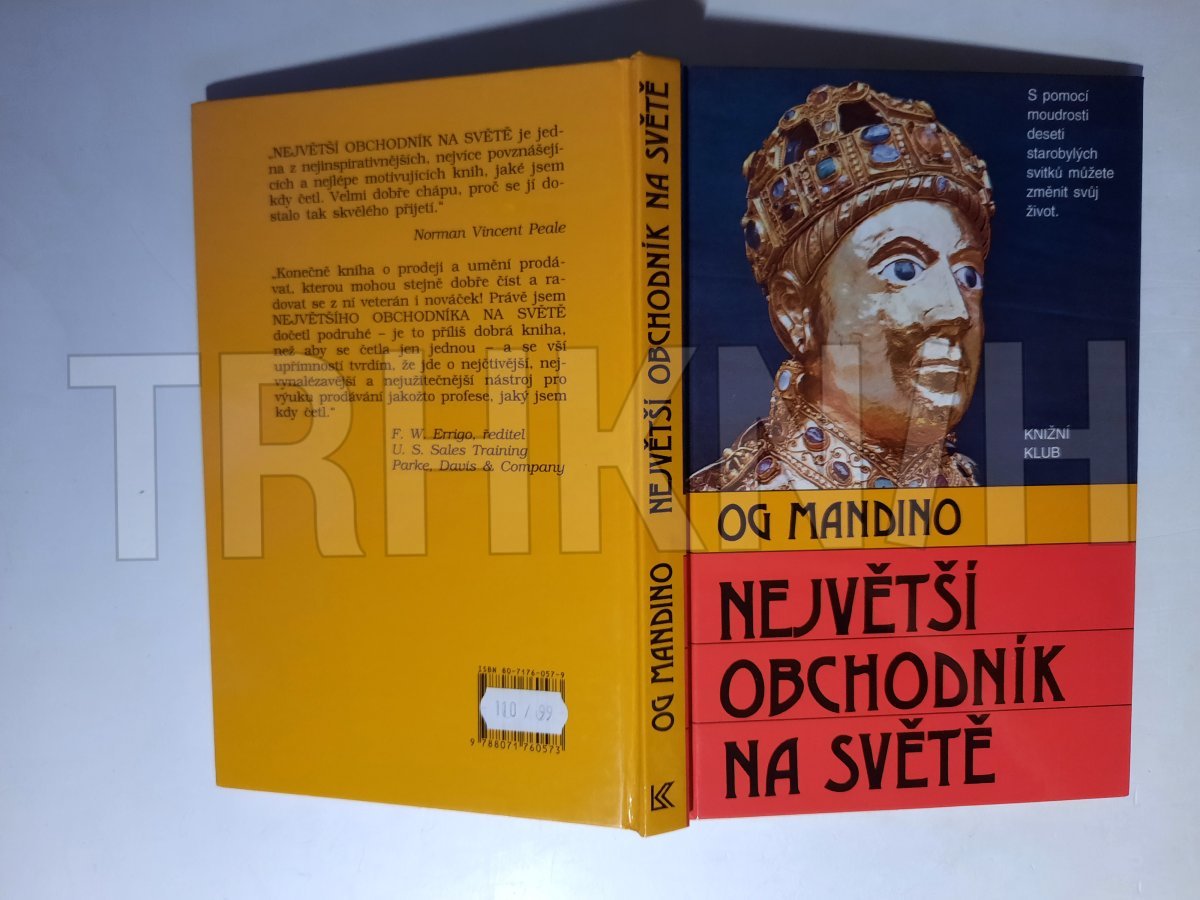 „NEJVĚTŠÍ OBCHODNÍK NA SVĚTĚ je jed-
na z nejinspirativnějších, nejvíce povznášejí-
cích a nejlépe motivujících knih, jaké jsem
kdy četl. Velmi dobře chápu, proč se jí do-
stalo tak skvělého přijetí.“
Norman Vincent Peale
„Konečně kniha o prodeji a umění prodá-
vat, kterou mohou stejně dobře číst a ra-
dovat se z ní veterán i nováček! Právě jsem
NEJVĚTŠÍHO OBCHODNÍKA NA SVĚTĚ
dočetl podruhé – je to příliš dobrá kniha,
než aby se četla jen jednou – a se vší
upřímností tvrdím, že jde o nejčtivější, nej-
vynalézavější a nejužitečnější nástroj pro
výuku prodávání jakožto profese, jaký jsem
kdy četl.“
F. W. Errigo, ředitel
U. S. Sales Training
Parke, Davis & Company
ISBN 80-7176-057-9
110 / 99
9 788071 760573
OG MANDINO NEJVĚTŠÍ OBCHODNÍK NA SVĚTĚ
S pomocí
moudrosti
deseti
starobylých
svitků můžete
změnit svůj
život.
KNIŽNÍ
KLUB
OG MANDINO
NEJVĚTŠÍ
OBCHODNÍK
NA SVĚTĚ